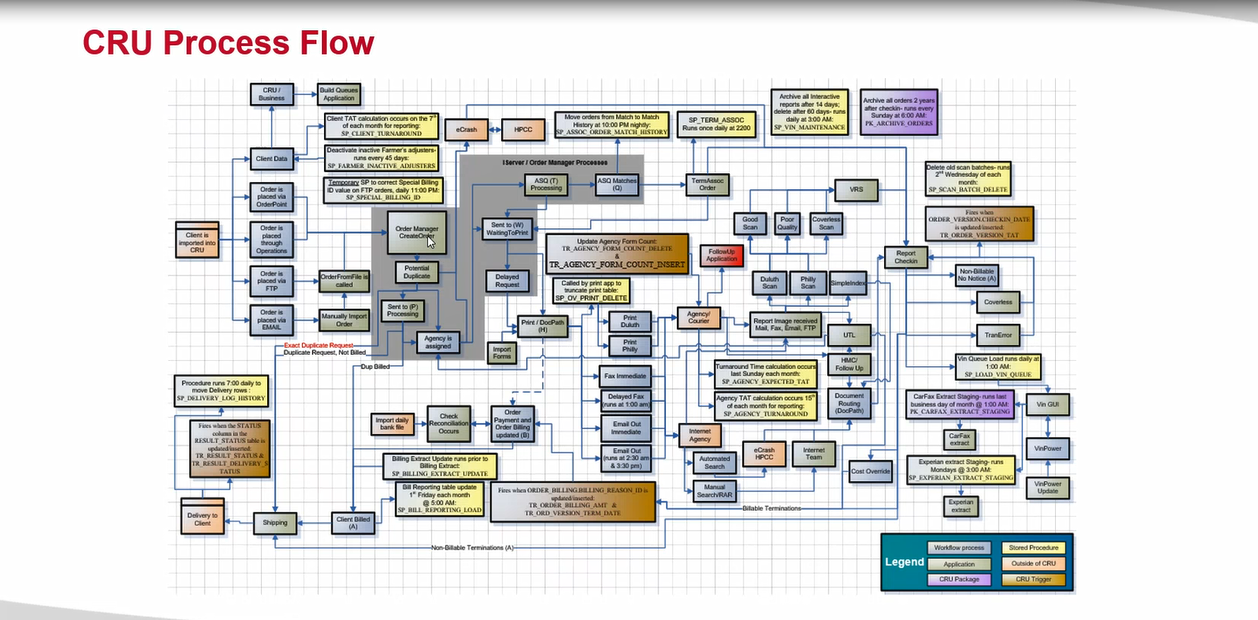 CRU Process Flow
CRU /
Business
Build Queues
Application
Client TAT calculation occurs on the 7th
of each month for reporting:
SP_CLIENT_TURNAROUND
Client Data
Deactivate inactive Farmer's adjusters-
runs every 45 days:
SP_FARMER_INACTIVE_ADJUSTERS
Temporary SP to correct Special Billing
ID value on FTP orders, daily 11:00 PM:
SP_SPECIAL_BILLING_ID
Client is
imported into
CRU
Order is
placed via
OrderPoint
Order is
placed
through
Operations
Order is
placed via
FTP
Order is
placed via
EMAIL
OrderFromFile is
called
Manually Import
Order
Order Manager
CreateOrder
Potential
Duplicate
Sent to (P)
Processing
Agency is
assigned
Exact Duplicate Request
Duplicate Request, Not Billed
Dup Billed
eCrash
HPCC
Move orders from Match to Match
History at 10:00 PM nightly:
SP_ASSOC_ORDER_MATCH_HISTORY
SP_TERM_ASSOC
Runs once daily at 2200
Archive all Interactive
reports after 14 days;
delete after 60 days- runs
daily at 3:00 AM:
SP_VIN_MAINTENANCE
Archive all orders 2 years
after checkin- runs every
Sunday at 6:00 AM:
PK_ARCHIVE_ORDERS
iServer / Order Manager Processes
ASQ (T)
Processing
ASQ Matches
(Q)
TermAssoc
Order
Sent to (W)
WaitingToPrint
Delayed
Request
Update Agency Form Count:
TR_AGENCY_FORM_COUNT_DELETE
&
TR_AGENCY_FORM_COUNT_INSERT
Called by print app to
truncate print table:
SP_OV_PRINT_DELETE
Print / DocPath
(H)
Import
Forms
Print
Duluth
Print
Philly
Fax Immediate
Delayed Fax
(runs at 1:00 am)
Email Out
Immediate
Email Out
(runs at 2:30 am
& 3:30 pm)
FollowUp
Application
Agency/
Courier
Good
Scan
Poor
Quality
Coverless
Scan
VRS
Duluth
Scan
Philly
Scan
SimpleIndex
Report Image received
Mail, Fax, Email, FTP
UTL
HMC/
Follow Up
Document
Routing
(DocPath)
Turnaround Time calculation occurs
last Sunday each month:
SP_AGENCY_EXPECTED_TAT
Agency TAT calculation occurs 15th
of each month for reporting:
SP_AGENCY_TURNAROUND
Internet
Agency
Automated
Search
Manual
Search/RAR
eCrash
HPCC
Internet
Team
Cost Override
Delete old scan batches- runs
2nd Wednesday of each
month:
SP_SCAN_BATCH_DELETE
Fires when
ORDER_VERSION.CHECKIN_DATE
is updated/inserted:
TR_ORDER_VERSION_TAT
Report
Checkin
Non-Billable
No Notice (A)
Coverless
TranError
Vin Queue Load runs daily at
1:00 AM:
SP_LOAD_VIN_QUEUE
CarFax Extract Staging- runs last
business day of month @ 1:00 AM:
PK_CARFAX_EXTRACT_STAGING
CarFax
extract
Experian extract Staging- runs
Mondays @ 3:00 AM:
SP_EXPERIAN_EXTRACT_STAGING
Experian
extract
Vin GUI
VinPower
VinPower
Update
Procedure runs 7:00 daily to
move Delivery rows :
SP_DELIVERY_LOG_HISTORY
Fires when the STATUS
column in the
RESULT_STATUS table is
updated/inserted:
TR_RESULT_STATUS &
TR_RESULT_DELIVERY_S
TATUS
Import daily
bank file
Check
Reconciliation
Occurs
Order
Payment and
Order Billing
updated (B)
Billing Extract Update runs prior to
Billing Extract:
SP_BILLING_EXTRACT_UPDATE
Bill Reporting table update
1st Friday each month
@ 5:00 AM:
SP_BILL_REPORTING_LOAD
Fires when ORDER_BILLING.BILLING_REASON_ID is
updated/inserted:
TR_ORDER_BILLING_AMT &
TR_ORD_VERSION_TERM_DATE
Delivery to
Client
Shipping
Client Billed
(A)
Billable Terminations
Non-Billable Terminations (A)
Legend
Workflow process
Stored Procedure
Application
Outside of CRU
CRU Package
CRU Trigger